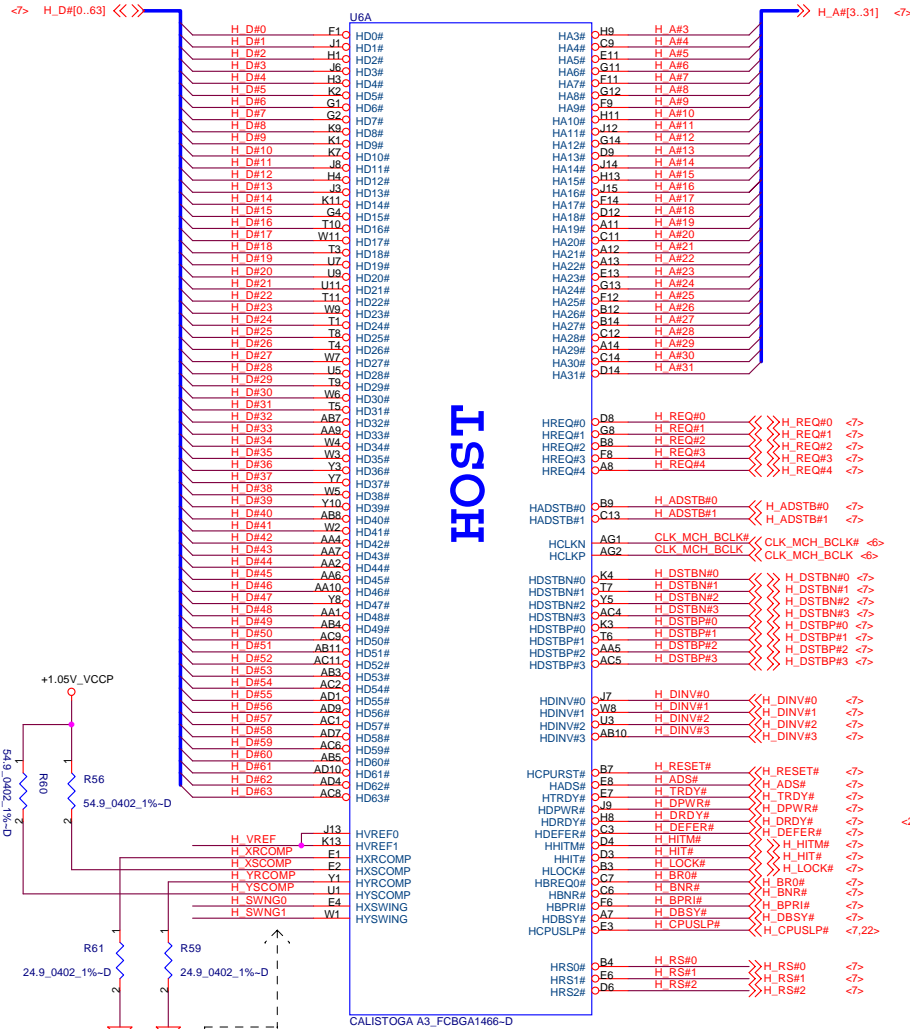 <7> H_D#[0..63]
H_A#[3..31] <7>
U6A
H_D#0 F1 HD0#
H_D#1 J1 HD1#
H_D#2 H1 HD2#
H_D#3 J6 HD3#
H_D#4 H3 HD4#
H_D#5 K2 HD5#
H_D#6 G1 HD6#
H_D#7 G2 HD7#
H_D#8 K9 HD8#
H_D#9 K1 HD9#
H_D#10 K7 HD10#
H_D#11 J8 HD11#
H_D#12 H4 HD12#
H_D#13 J3 HD13#
H_D#14 K11 HD14#
H_D#15 G4 HD15#
H_D#16 T10 HD16#
H_D#17 W11 HD17#
H_D#18 T3 HD18#
H_D#19 U7 HD19#
H_D#20 U9 HD20#
H_D#21 U11 HD21#
H_D#22 T11 HD22#
H_D#23 W9 HD23#
H_D#24 T1 HD24#
H_D#25 T8 HD25#
H_D#26 T4 HD26#
H_D#27 W7 HD27#
H_D#28 U5 HD28#
H_D#29 T9 HD29#
H_D#30 W6 HD30#
H_D#31 T5 HD31#
H_D#32 AB7 HD32#
H_D#33 AA9 HD33#
H_D#34 W4 HD34#
H_D#35 W3 HD35#
H_D#36 Y3 HD36#
H_D#37 Y7 HD37#
H_D#38 W5 HD38#
H_D#39 Y10 HD39#
H_D#40 AB8 HD40#
H_D#41 W2 HD41#
H_D#42 AA4 HD42#
H_D#43 AA7 HD43#
H_D#44 AA2 HD44#
H_D#45 AA6 HD45#
H_D#46 AA10 HD46#
H_D#47 Y8 HD47#
H_D#48 AA1 HD48#
H_D#49 AB4 HD49#
H_D#50 AC9 HD50#
H_D#51 AB11 HD51#
H_D#52 AC11 HD52#
H_D#53 AB3 HD53#
H_D#54 AC2 HD54#
H_D#55 AD1 HD55#
H_D#56 AD9 HD56#
H_D#57 AC1 HD57#
H_D#58 AD7 HD58#
H_D#59 AC6 HD59#
H_D#60 AB5 HD60#
H_D#61 AD10 HD61#
H_D#62 AD4 HD62#
H_D#63 AC8 HD63#
J13 HVREF0
H_VREF K13 HVREF1
H_XRCOMP E1 HXRCOMP
H_XSCOMP E2 HXSCOMP
H_YRCOMP Y1 HYRCOMP
H_YSCOMP U1 HYSCOMP
H_SWNG0 E4 HXSWING
H_SWNG1 W1 HYSWING
+1.05V_VCCP
R60
54.9_0402_1%~D
1
2
R56
54.9_0402_1%~D
1
2
R61
24.9_0402_1%~D
1
2
R59
24.9_0402_1%~D
1
2
HOST
HA3# H9 H_A#3
HA4# C9 H_A#4
HA5# E11 H_A#5
HA6# G11 H_A#6
HA7# F11 H_A#7
HA8# G12 H_A#8
HA9# F9 H_A#9
HA10# H11 H_A#10
HA11# J12 H_A#11
HA12# G14 H_A#12
HA13# D9 H_A#13
HA14# J14 H_A#14
HA15# H13 H_A#15
HA16# J15 H_A#16
HA17# F14 H_A#17
HA18# D12 H_A#18
HA19# A11 H_A#19
HA20# C11 H_A#20
HA21# A12 H_A#21
HA22# A13 H_A#22
HA23# E13 H_A#23
HA24# G13 H_A#24
HA25# F12 H_A#25
HA26# B12 H_A#26
HA27# B14 H_A#27
HA28# C12 H_A#28
HA29# A14 H_A#29
HA30# C14 H_A#30
HA31# D14 H_A#31
HREQ#0 D8 H_REQ#0 H_REQ#0 <7>
HREQ#1 G8 H_REQ#1 H_REQ#1 <7>
HREQ#2 B8 H_REQ#2 H_REQ#2 <7>
HREQ#3 F8 H_REQ#3 H_REQ#3 <7>
HREQ#4 A8 H_REQ#4 H_REQ#4 <7>
HADSTB#0 B9 H_ADSTB#0 H_ADSTB#0 <7>
HADSTB#1 C13 H_ADSTB#1 H_ADSTB#1 <7>
HCLKN AG1 CLK_MCH_BCLK# CLK_MCH_BCLK# <6>
HCLKP AG2 CLK_MCH_BCLK CLK_MCH_BCLK <6>
HDSTBN#0 K4 H_DSTBN#0 H_DSTBN#0 <7>
HDSTBN#1 T7 H_DSTBN#1 H_DSTBN#1 <7>
HDSTBN#2 Y5 H_DSTBN#2 H_DSTBN#2 <7>
HDSTBN#3 AC4 H_DSTBN#3 H_DSTBN#3 <7>
HDSTBP#0 K3 H_DSTBP#0 H_DSTBP#0 <7>
HDSTBP#1 T6 H_DSTBP#1 H_DSTBP#1 <7>
HDSTBP#2 AA5 H_DSTBP#2 H_DSTBP#2 <7>
HDSTBP#3 AC5 H_DSTBP#3 H_DSTBP#3 <7>
HDINV#0 J7 H_DINV#0 H_DINV#0 <7>
HDINV#1 W8 H_DINV#1 H_DINV#1 <7>
HDINV#2 U3 H_DINV#2 H_DINV#2 <7>
HDINV#3 AB10 H_DINV#3 H_DINV#3 <7>
HCPURST# B7 H_RESET# H_RESET# <7>
HADS# E8 H_ADS# H_ADS# <7>
HTRDY# E7 H_TRDY# H_TRDY# <7>
HDPWR# J9 H_DPWR# H_DPWR# <7>
HDRDY# H8 H_DRDY# H_DRDY# <7>
HDEFER# C3 H_DEFER# H_DEFER# <7>
HHITM# D4 H_HITM# H_HITM# <7>
HHIT# D3 H_HIT# H_HIT# <7>
HLOCK# B3 H_LOCK# H_LOCK# <7>
HBREQ0# C7 H_BR0# H_BR0# <7>
HBNR# C6 H_BNR# H_BNR# <7>
HBPRI# F6 H_BPRI# H_BPRI# <7>
HDBSY# A7 H_DBSY# H_DBSY# <7>
HCPUSLP# E3 H_CPUSLP# H_CPUSLP# <7,22>
HRS0# B4 H_RS#0 H_RS#0 <7>
HRS1# E6 H_RS#1 H_RS#1 <7>
HRS2# D6 H_RS#2 H_RS#2 <7>
CALISTOGA A3_FCBGA1466~D